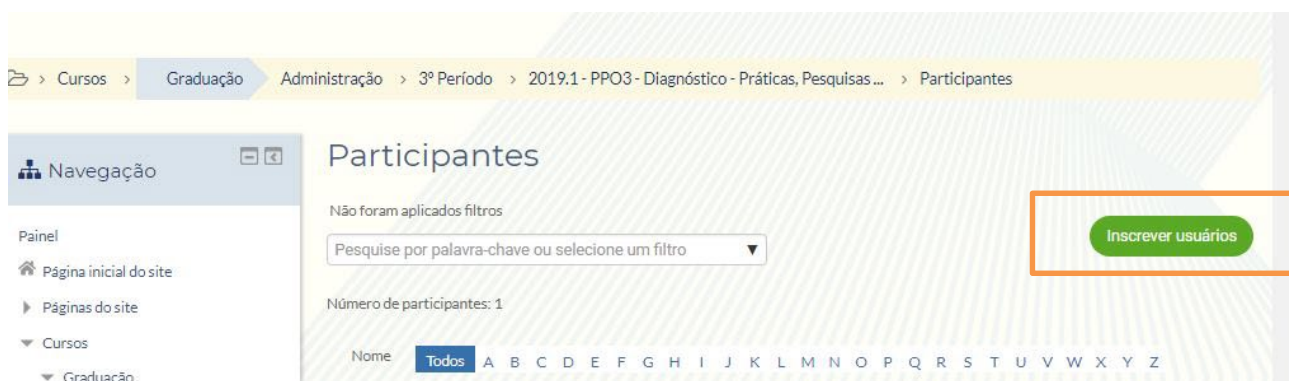 > Cursos > Graduação Administração > 3º Período > 2019.1 - PPO3 - Diagnóstico - Práticas, Pesquisas ... > Participantes
Navegação
Painel
Página inicial do site
Páginas do site
Cursos
Graduação
Participantes
Não foram aplicados filtros
Pesquise por palavra-chave ou selecione um filtro ▼
Inscrever usuários
Número de participantes: 1
Nome Todos A B C D E F G H I J K L M N O P Q R S T U V W X Y Z